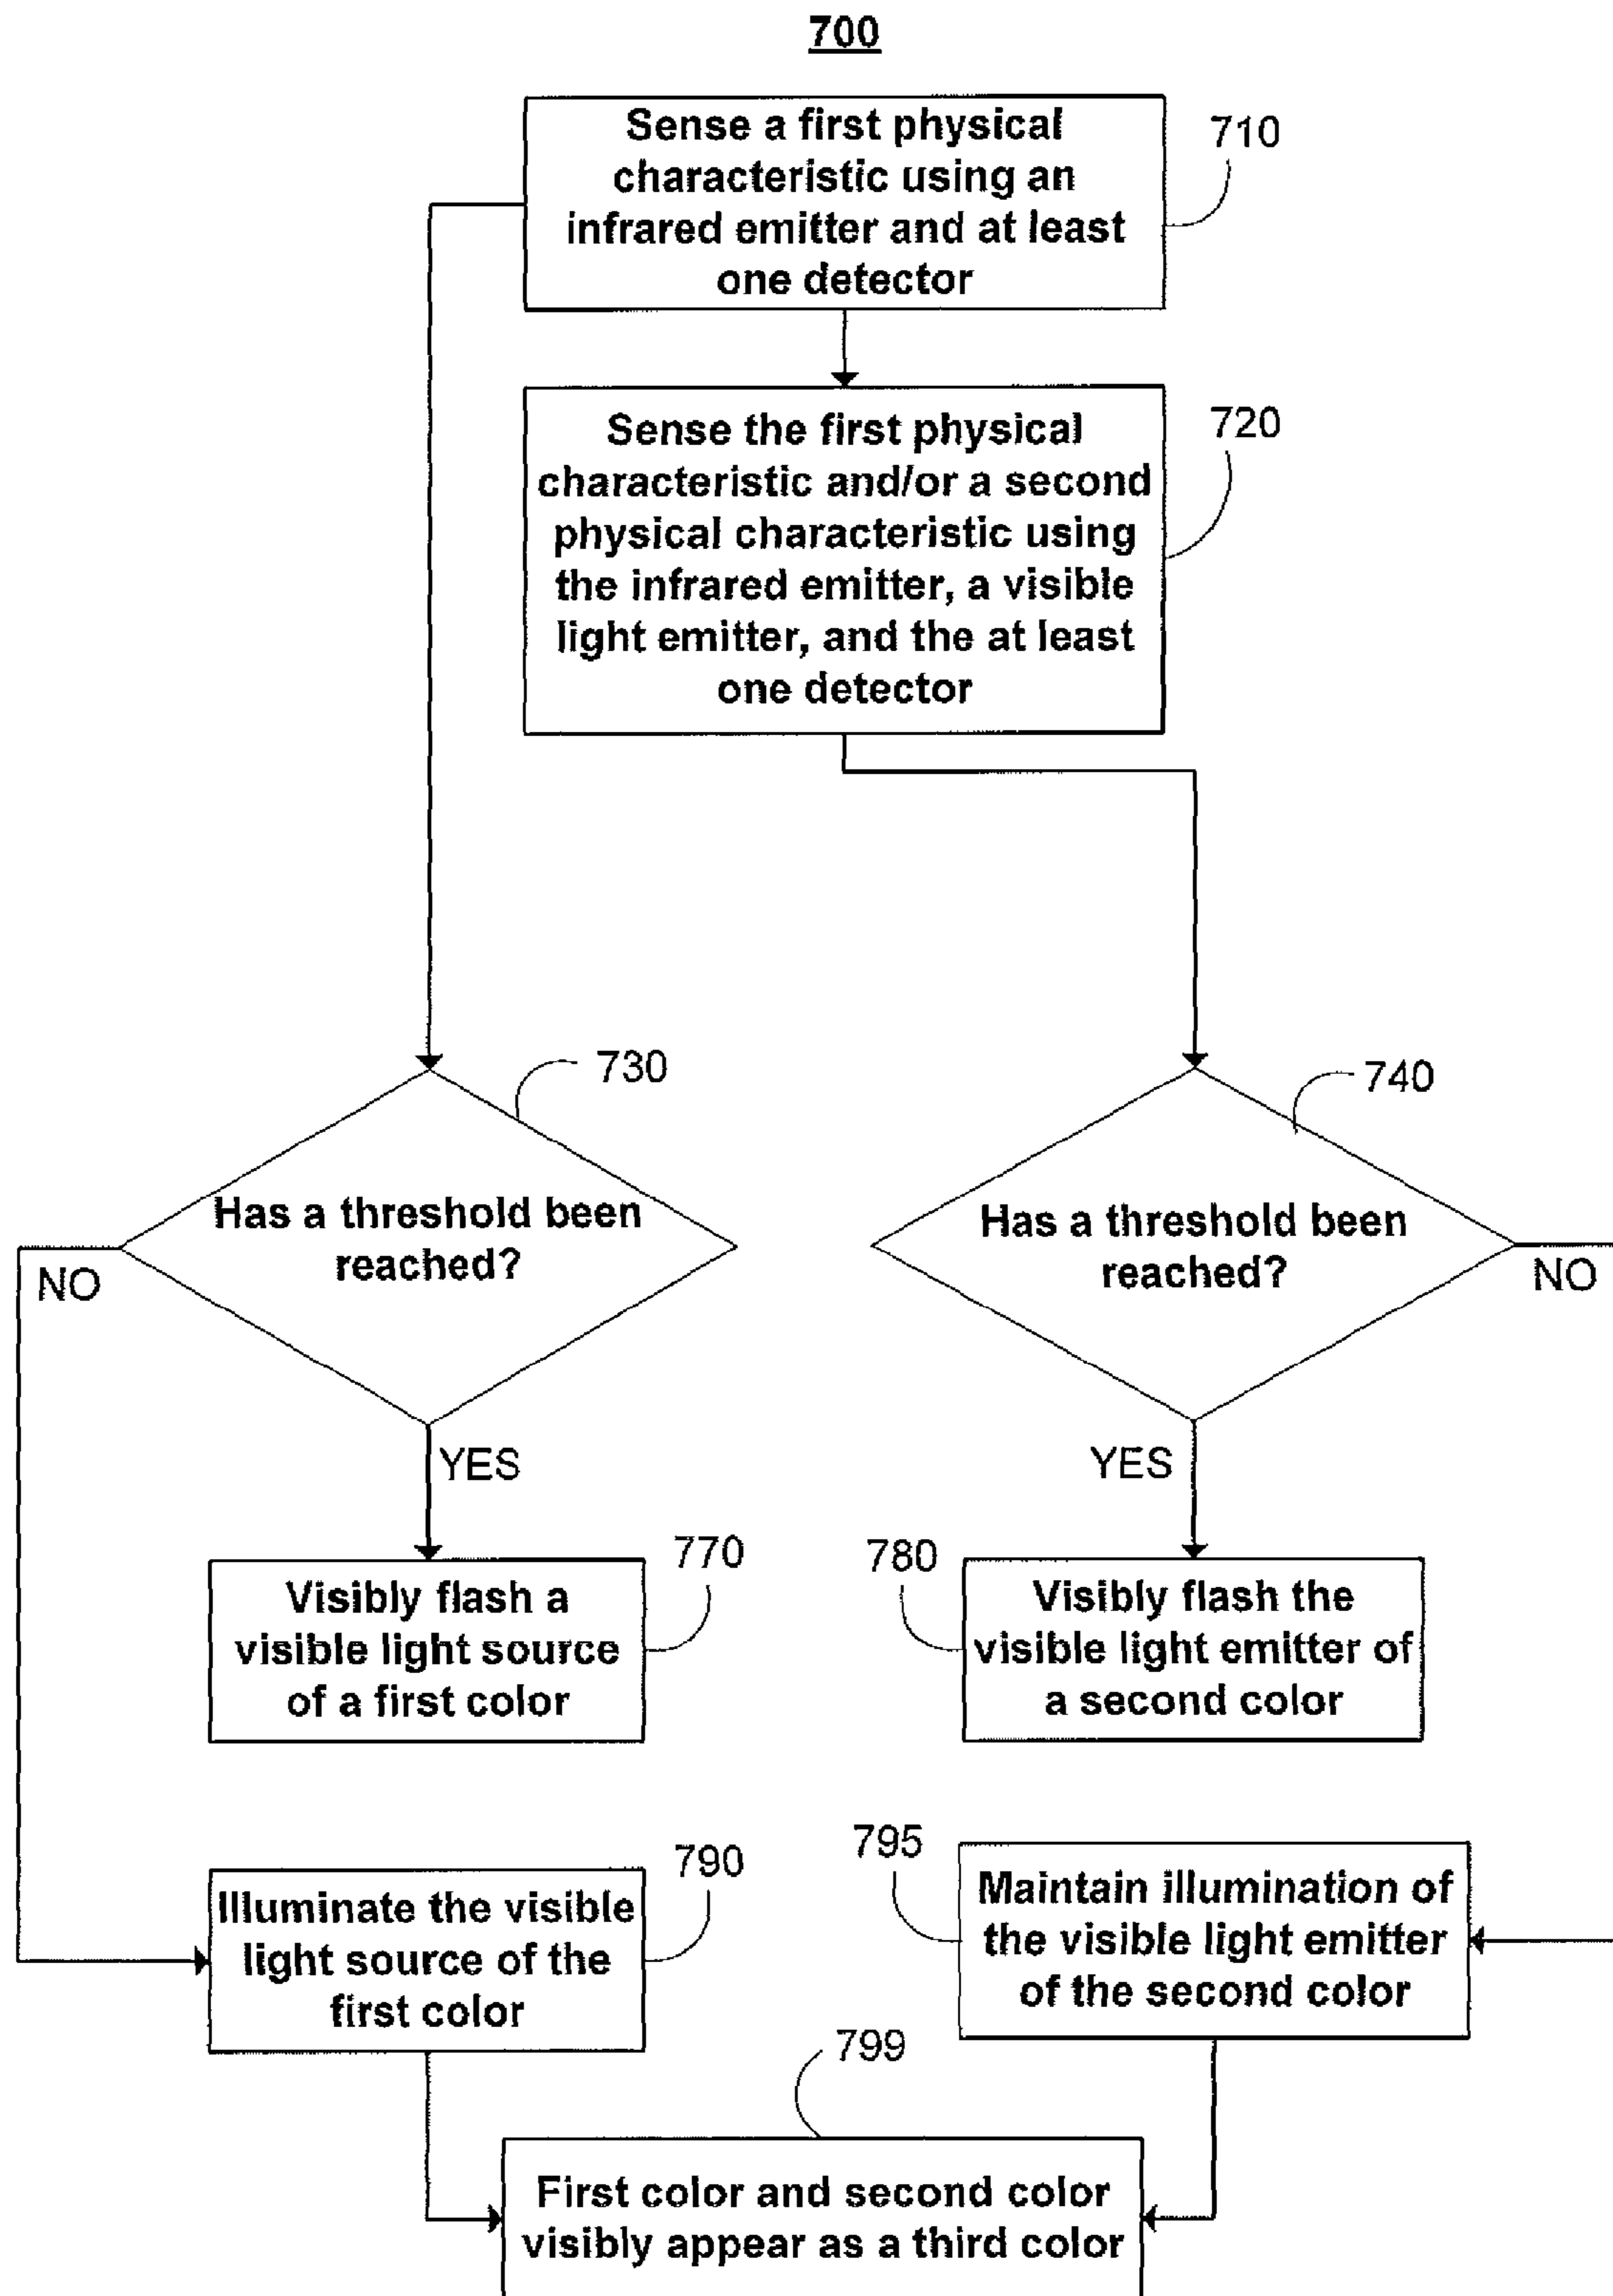 700
Sense a first physical
characteristic using an
infrared emitter and at least
one detector
710
Sense the first physical
characteristic and/or a second
physical characteristic using
the infrared emitter, a visible
light emitter, and the at least
one detector
720
730
Has a threshold been
reached?
NO
YES
740
Has a threshold been
reached?
NO
YES
770
Visibly flash a
visible light source
of a first color
780
Visibly flash the
visible light emitter of
a second color
790
Illuminate the visible
light source of the
first color
795
Maintain illumination of
the visible light emitter
of the second color
799
First color and second color
visibly appear as a third color